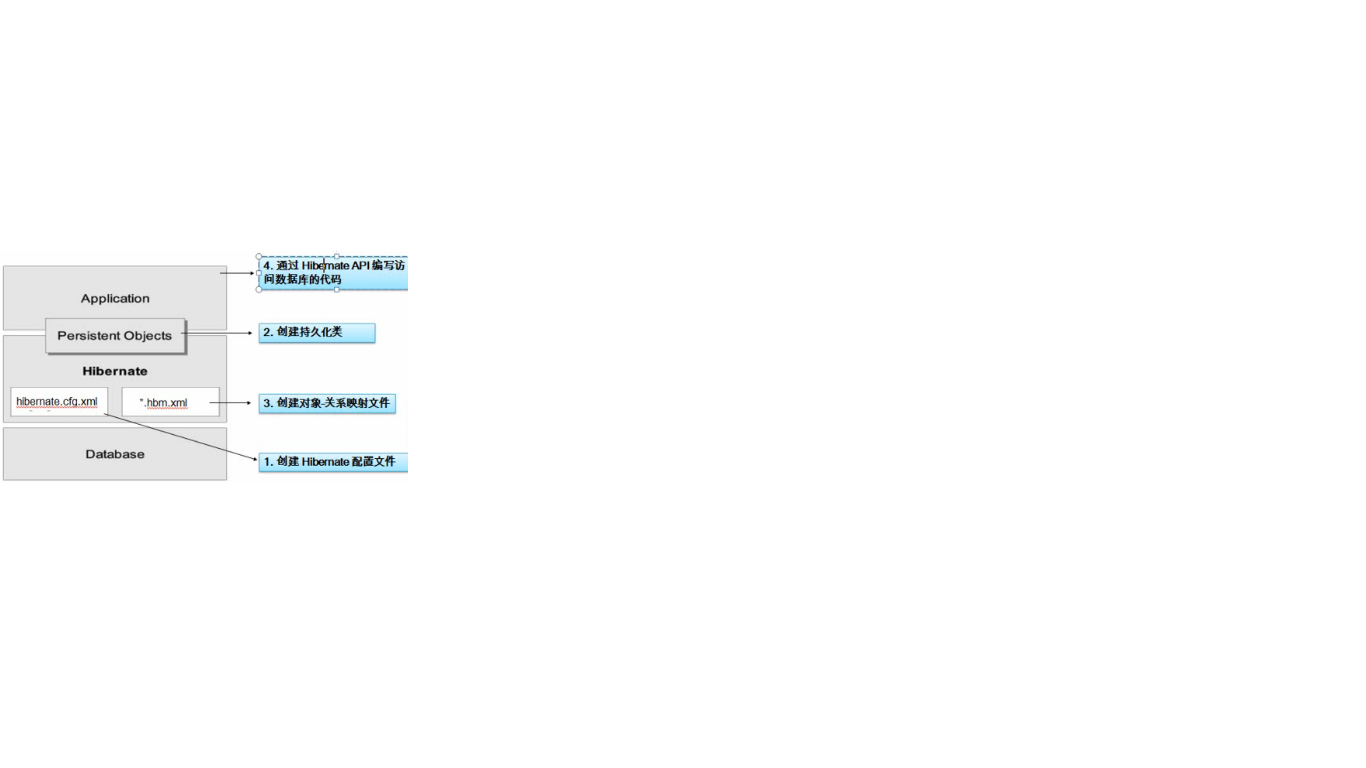 4. 通过 Hibernate API 编写访
问数据库的代码
Application
Persistent Objects
2. 创建持久化类
Hibernate
hibernate.cfg.xml
*.hbm.xml
3. 创建对象-关系映射文件
Database
1. 创建 Hibernate 配置文件